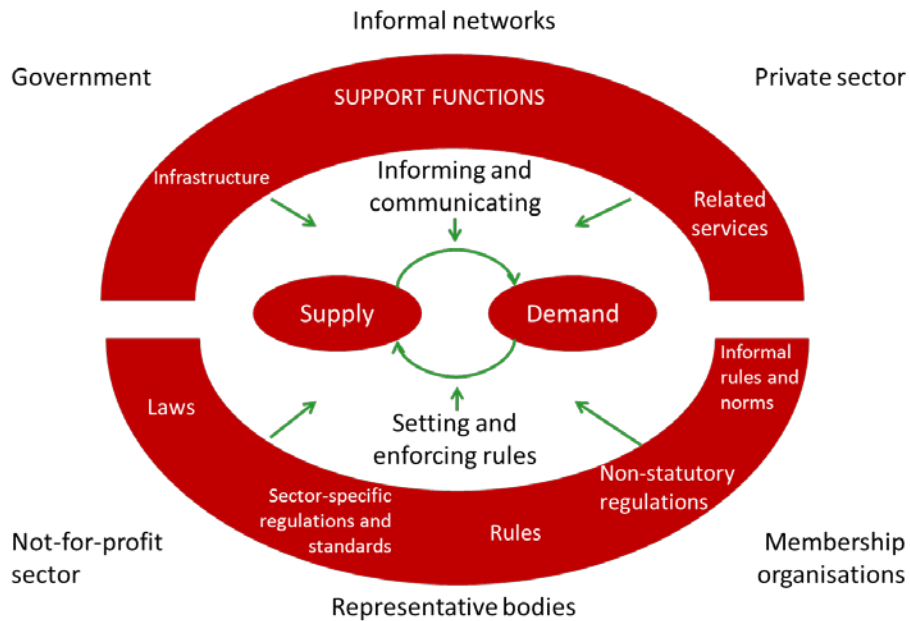 Informal networks
Government
Private sector
SUPPORT FUNCTIONS
Informing and
communicating
Infrastructure
Related
services
Supply
Demand
Informal
rules and
norms
Laws
Setting and
enforcing rules
Non-statutory
regulations
Sector-specific
regulations and
standards
Rules
Not-for-profit
sector
Membership
organisations
Representative bodies